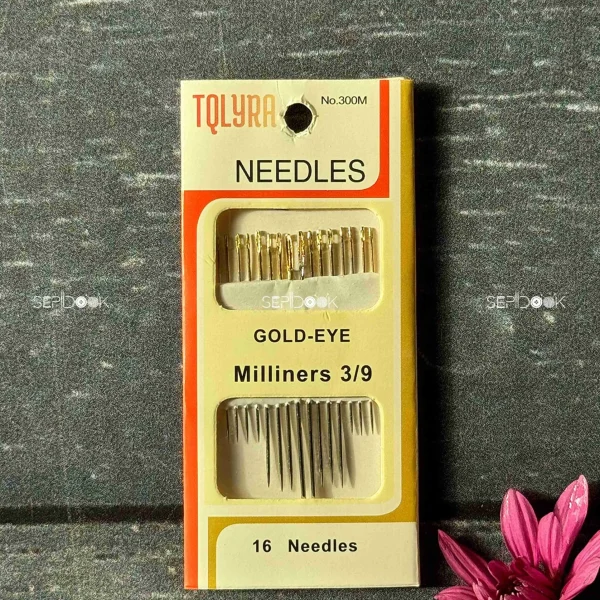 TQLYRA
No.300M
NEEDLES
SEPIDOOK SEPIDOOK SEPIDOOK
GOLD-EYE
Milliners 3/9
16 Needles